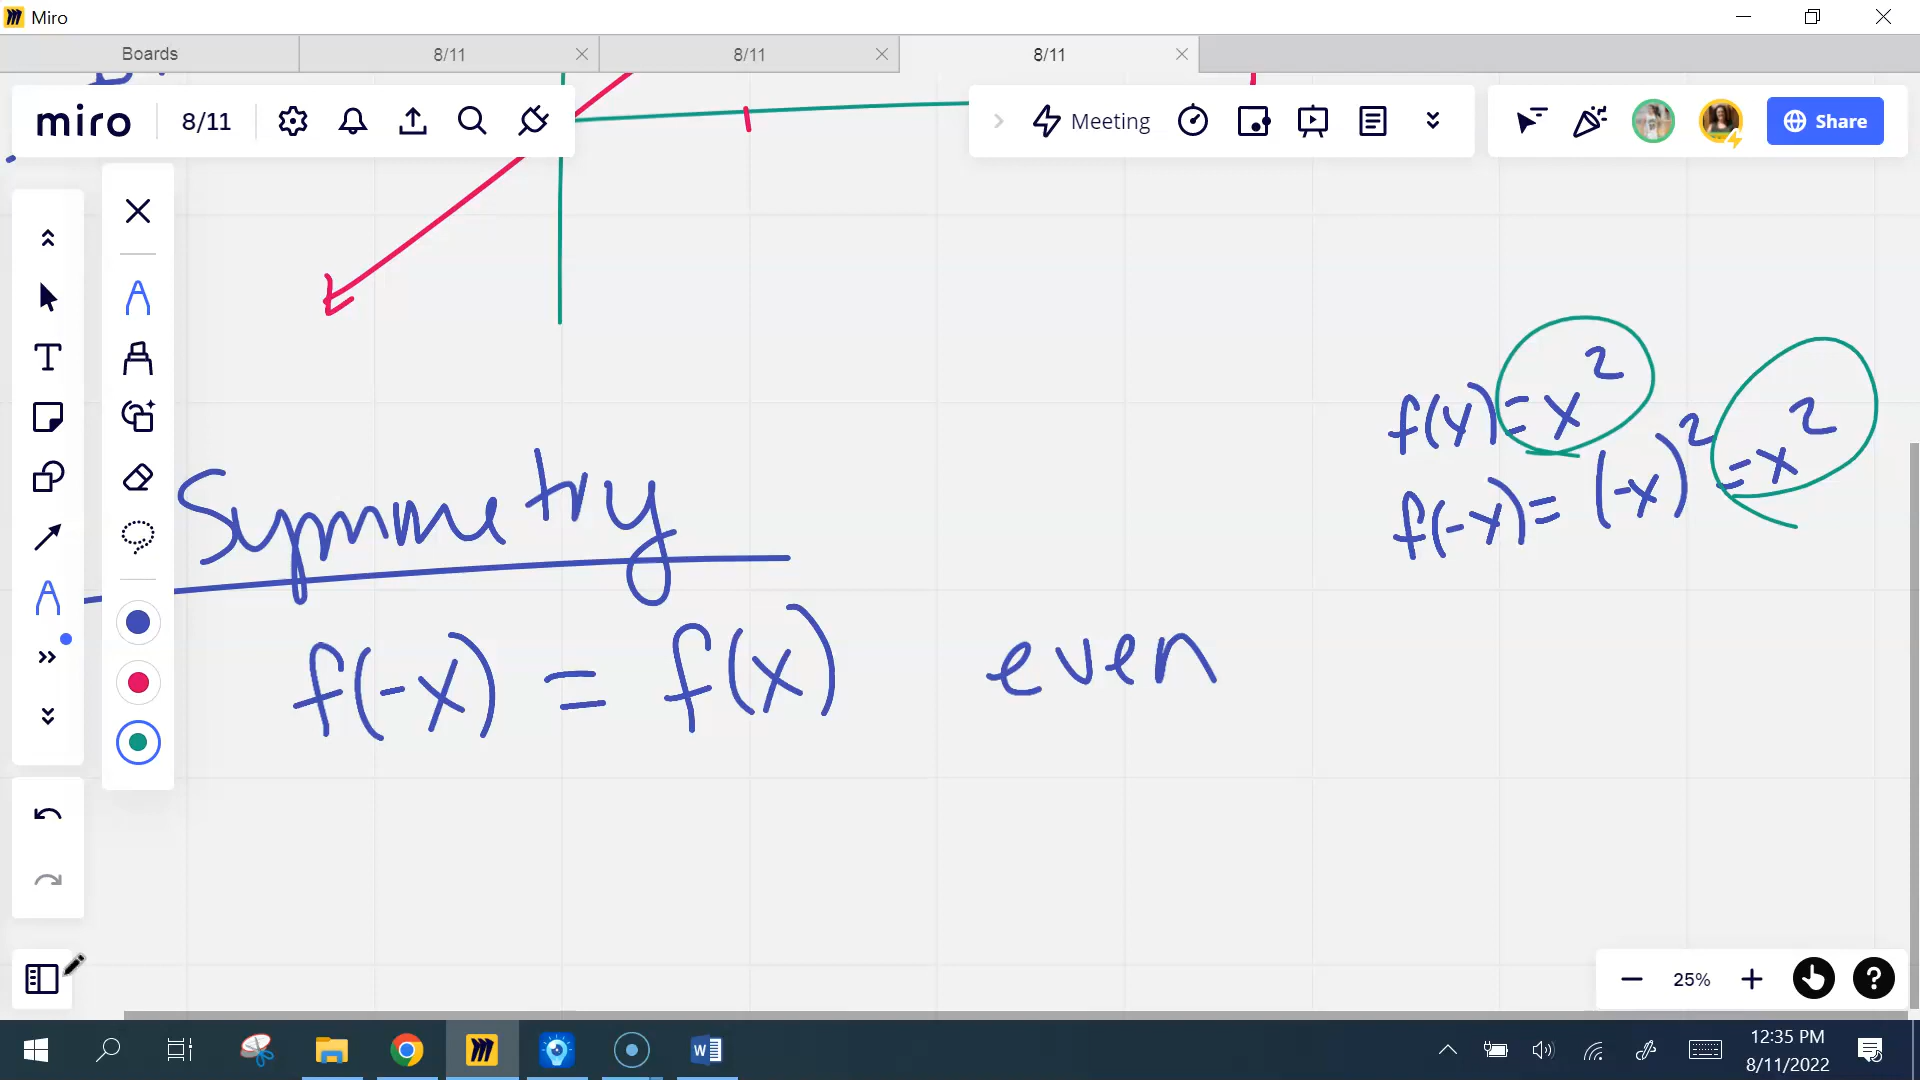 Miro
Boards
8/11
8/11
8/11
miro
8/11
Meeting
Share
f(x) = x²
f(-x) = (-x)² = x²
Symmetry
f(-x) = f(x) even
25%
12:35 PM
8/11/2022